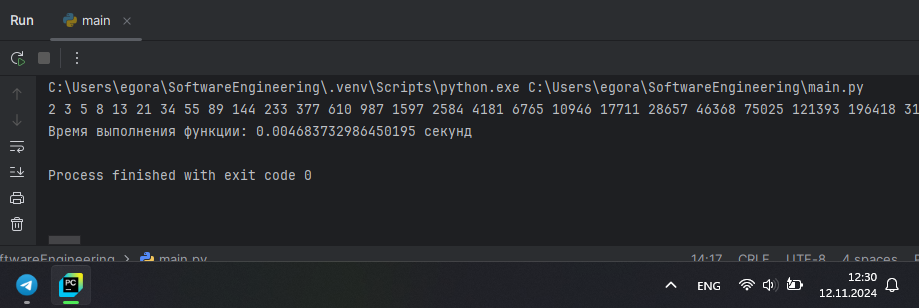 Run main
C:\Users\egora\SoftwareEngineering\.venv\Scripts\python.exe C:\Users\egora\SoftwareEngineering\main.py
2 3 5 8 13 21 34 55 89 144 233 377 610 987 1597 2584 4181 6765 10946 17711 28657 46368 75025 121393 196418 31
Время выполнения функции: 0.004683732986450195 секунд
Process finished with exit code 0
ftwareEngineering > main.py 14:17 CRLF UTF-8 4 spaces
PC ENG 12:30
12.11.2024